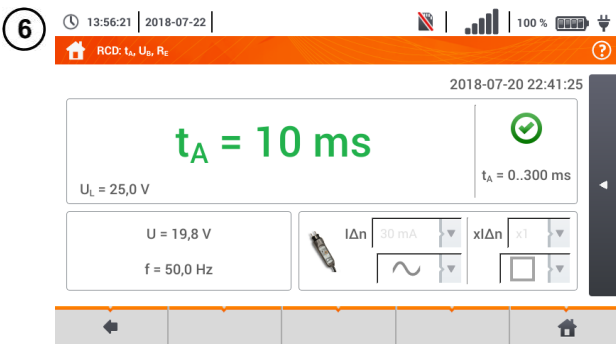 6
13:56:21 2018-07-22 100 %
RCD: tA, UB, RE ?
2018-07-20 22:41:25
tA = 10 ms
tA = 0..300 ms
UL = 25,0 V
U = 19,8 V
f = 50,0 Hz
IΔn 30 mA xIΔn x1